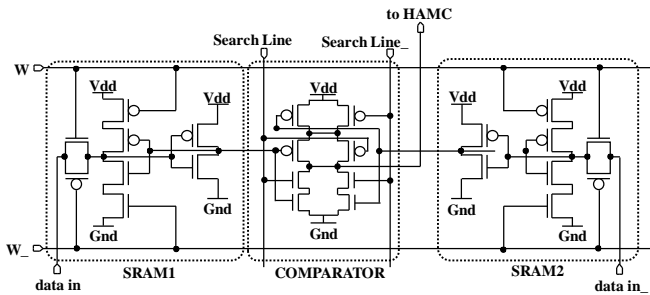 to HAMC
Search Line
Search Line_
W
Vdd
Vdd
Vdd
Vdd
Vdd
Gnd
Gnd
Gnd
Gnd
Gnd
W_
data in
SRAM1
COMPARATOR
SRAM2
data in_